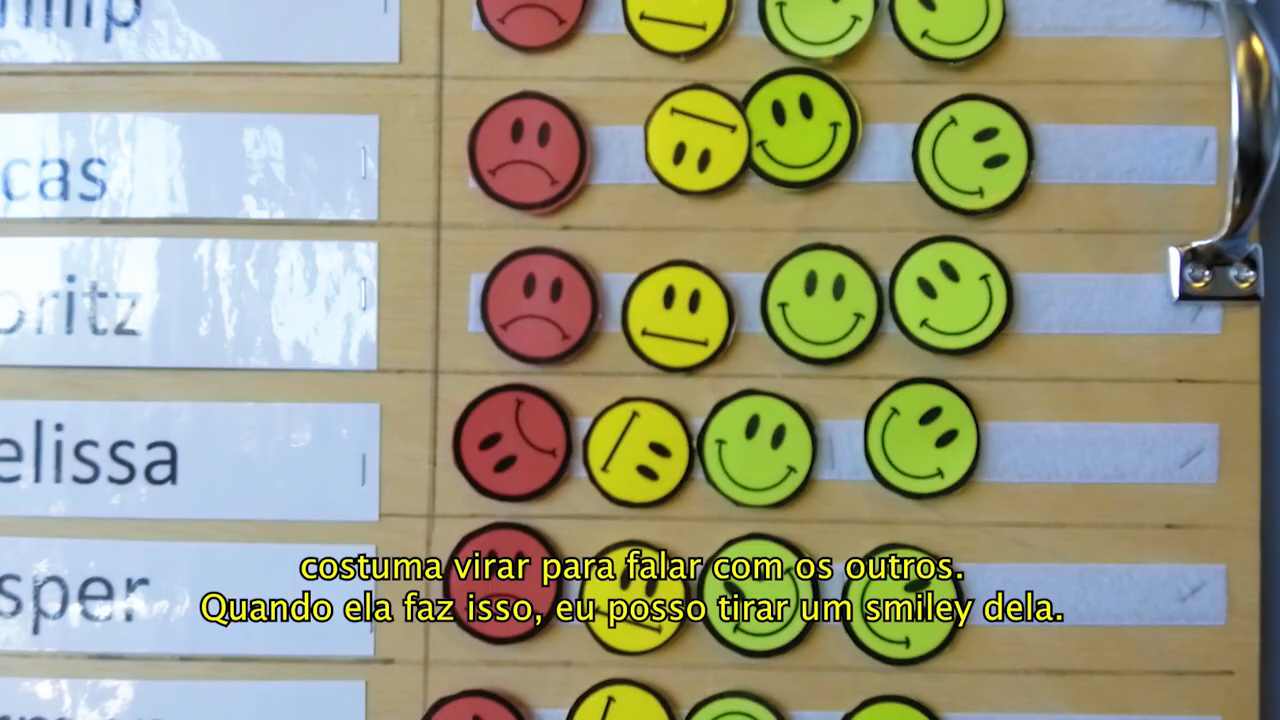 cas
oritz
elissa
sper
costuma virar para falar com os outros.
Quando ela faz isso, eu posso tirar um smiley dela.